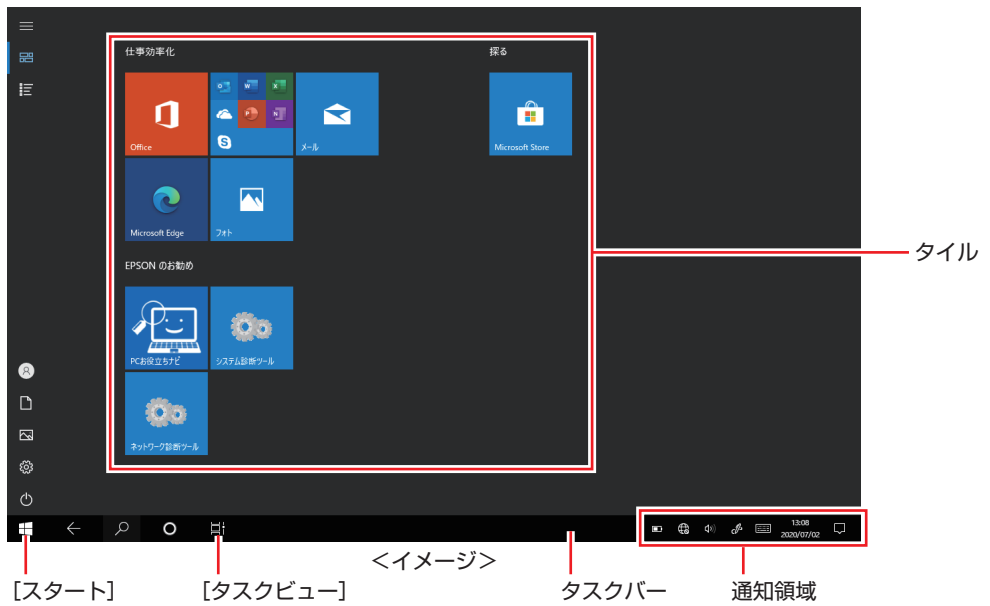 仕事効率化
探る
Office
メール
Microsoft Store
Microsoft Edge
フォト
タイル
EPSON のお勧め
PCお役立ちナビ
システム診断ツール
ネットワーク診断ツール
13:08
2020/07/02
＜イメージ＞
[スタート]
[タスクビュー]
タスクバー
通知領域